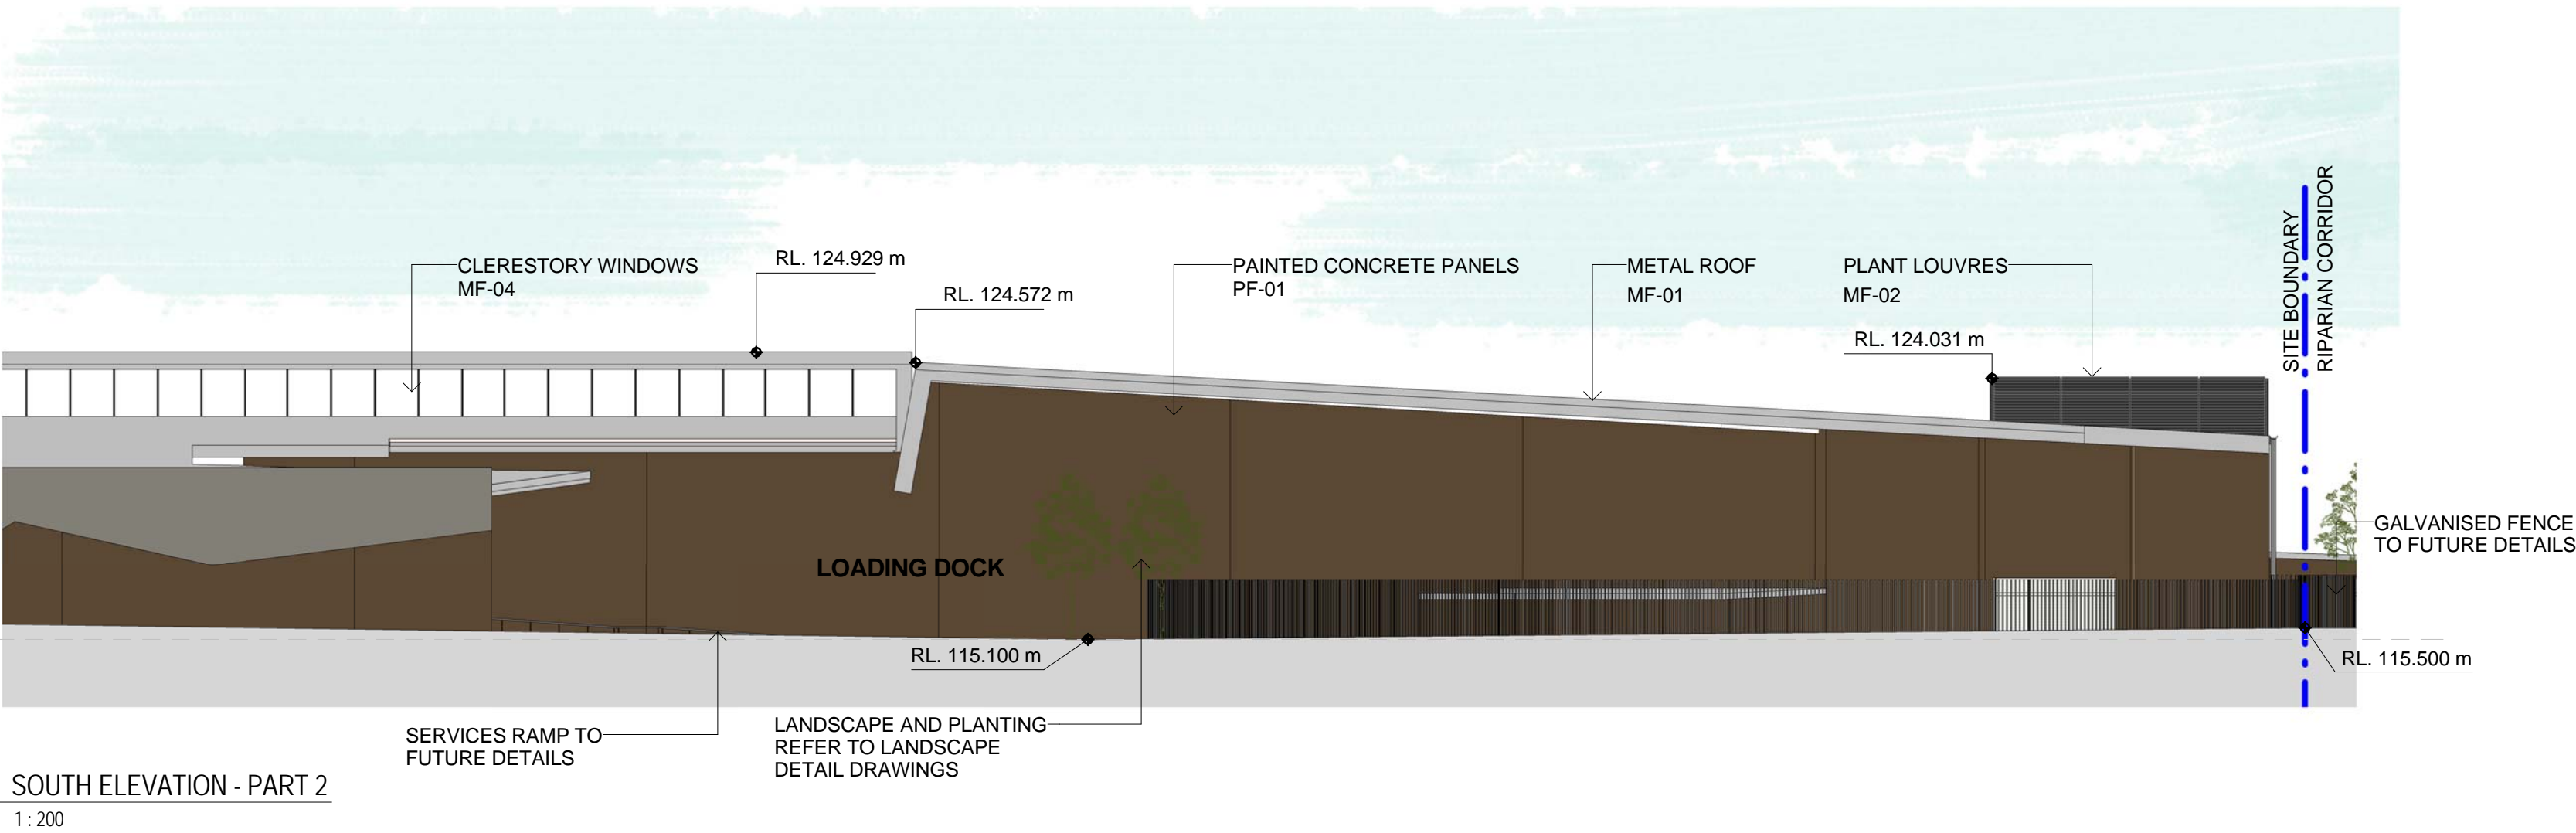 CLERESTORY WINDOWS
MF-04
RL. 124.929 m
RL. 124.572 m
PAINTED CONCRETE PANELS
PF-01
METAL ROOF
MF-01
PLANT LOUVRES
MF-02
RL. 124.031 m
SITE BOUNDARY
RIPARIAN CORRIDOR
GALVANISED FENCE
TO FUTURE DETAILS
LOADING DOCK
RL. 115.100 m
RL. 115.500 m
SERVICES RAMP TO
FUTURE DETAILS
LANDSCAPE AND PLANTING
REFER TO LANDSCAPE
DETAIL DRAWINGS
SOUTH ELEVATION - PART 2
1 : 200